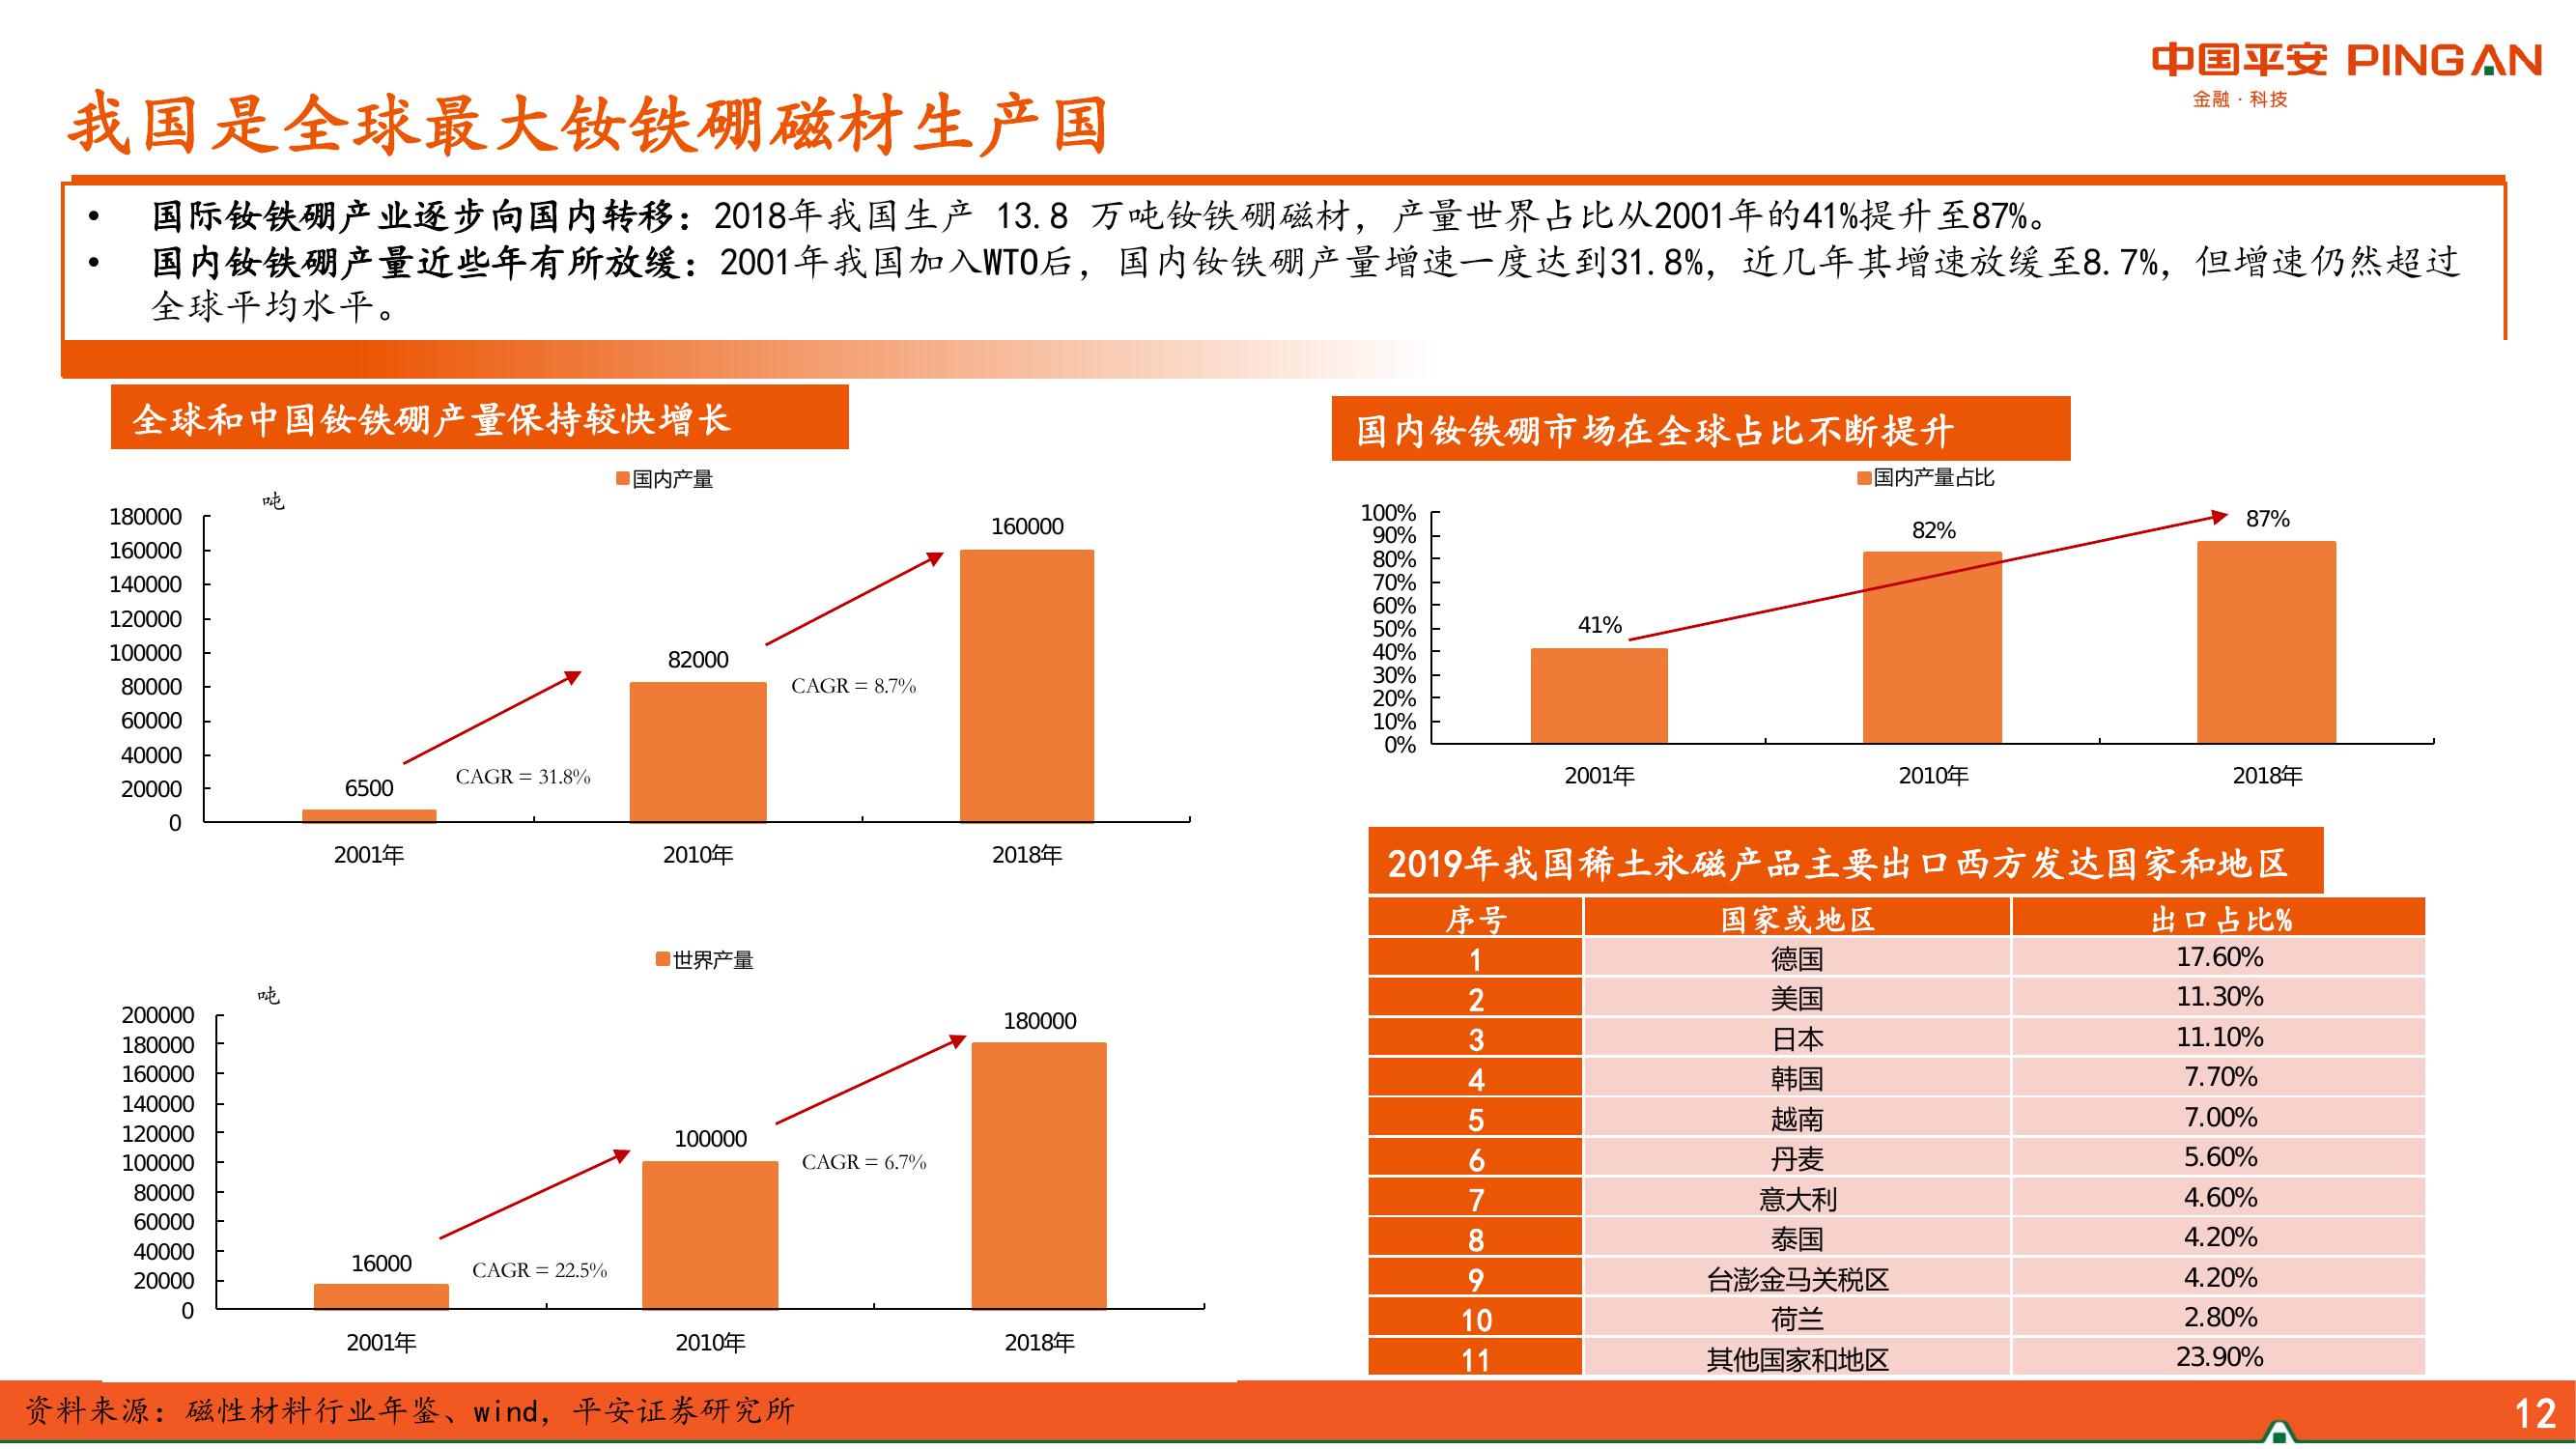 中国平安 PINGAN
金融·科技
我国是全球最大钕铁硼磁材生产国
• 国际钕铁硼产业逐步向国内转移：2018年我国生产 13.8 万吨钕铁硼磁材，产量世界占比从2001年的41%提升至87%。
• 国内钕铁硼产量近些年有所放缓：2001年我国加入WTO后，国内钕铁硼产量增速一度达到31.8%，近几年其增速放缓至8.7%，但增速仍然超过
全球平均水平。
全球和中国钕铁硼产量保持较快增长
国内产量
吨
180000
160000
140000
120000
100000
80000
60000
40000
20000
0
6500
82000
160000
CAGR = 31.8%
CAGR = 8.7%
2001年 2010年 2018年
世界产量
吨
200000
180000
160000
140000
120000
100000
80000
60000
40000
20000
0
16000
100000
180000
CAGR = 22.5%
CAGR = 6.7%
2001年 2010年 2018年
国内钕铁硼市场在全球占比不断提升
国内产量占比
100%
90%
80%
70%
60%
50%
40%
30%
20%
10%
0%
41%
82%
87%
2001年 2010年 2018年
2019年我国稀土永磁产品主要出口西方发达国家和地区
序号 国家或地区 出口占比%
1 德国 17.60%
2 美国 11.30%
3 日本 11.10%
4 韩国 7.70%
5 越南 7.00%
6 丹麦 5.60%
7 意大利 4.60%
8 泰国 4.20%
9 台澎金马关税区 4.20%
10 荷兰 2.80%
11 其他国家和地区 23.90%
资料来源：磁性材料行业年鉴、wind，平安证券研究所
12